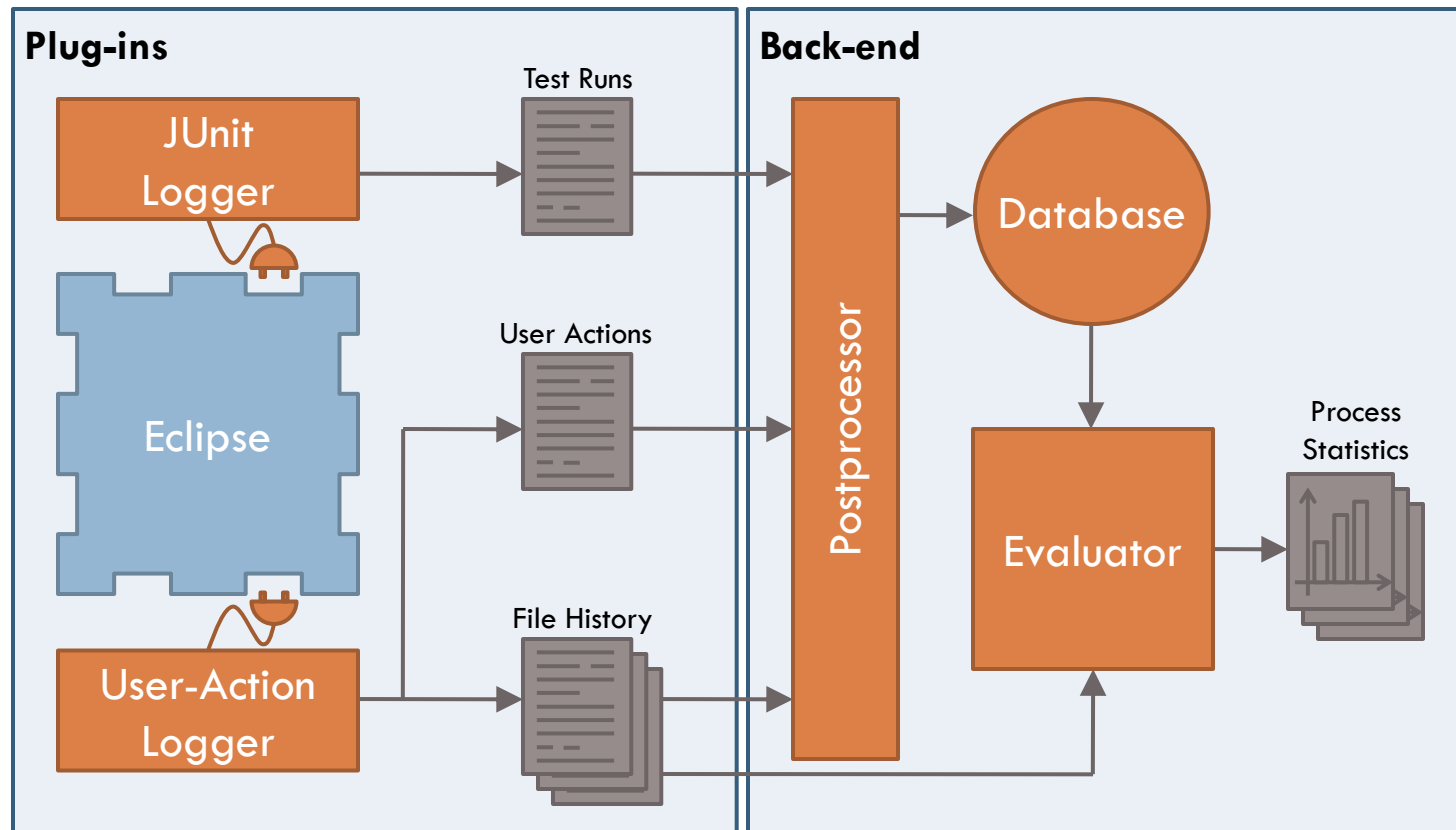 Plug-ins
Back-end
Test Runs
JUnit
Logger
Database
User Actions
Eclipse
Postprocessor
Process
Statistics
Evaluator
File History
User-Action
Logger